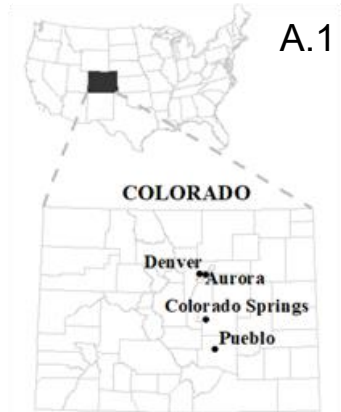 A.1
COLORADO
Denver
Aurora
Colorado Springs
Pueblo